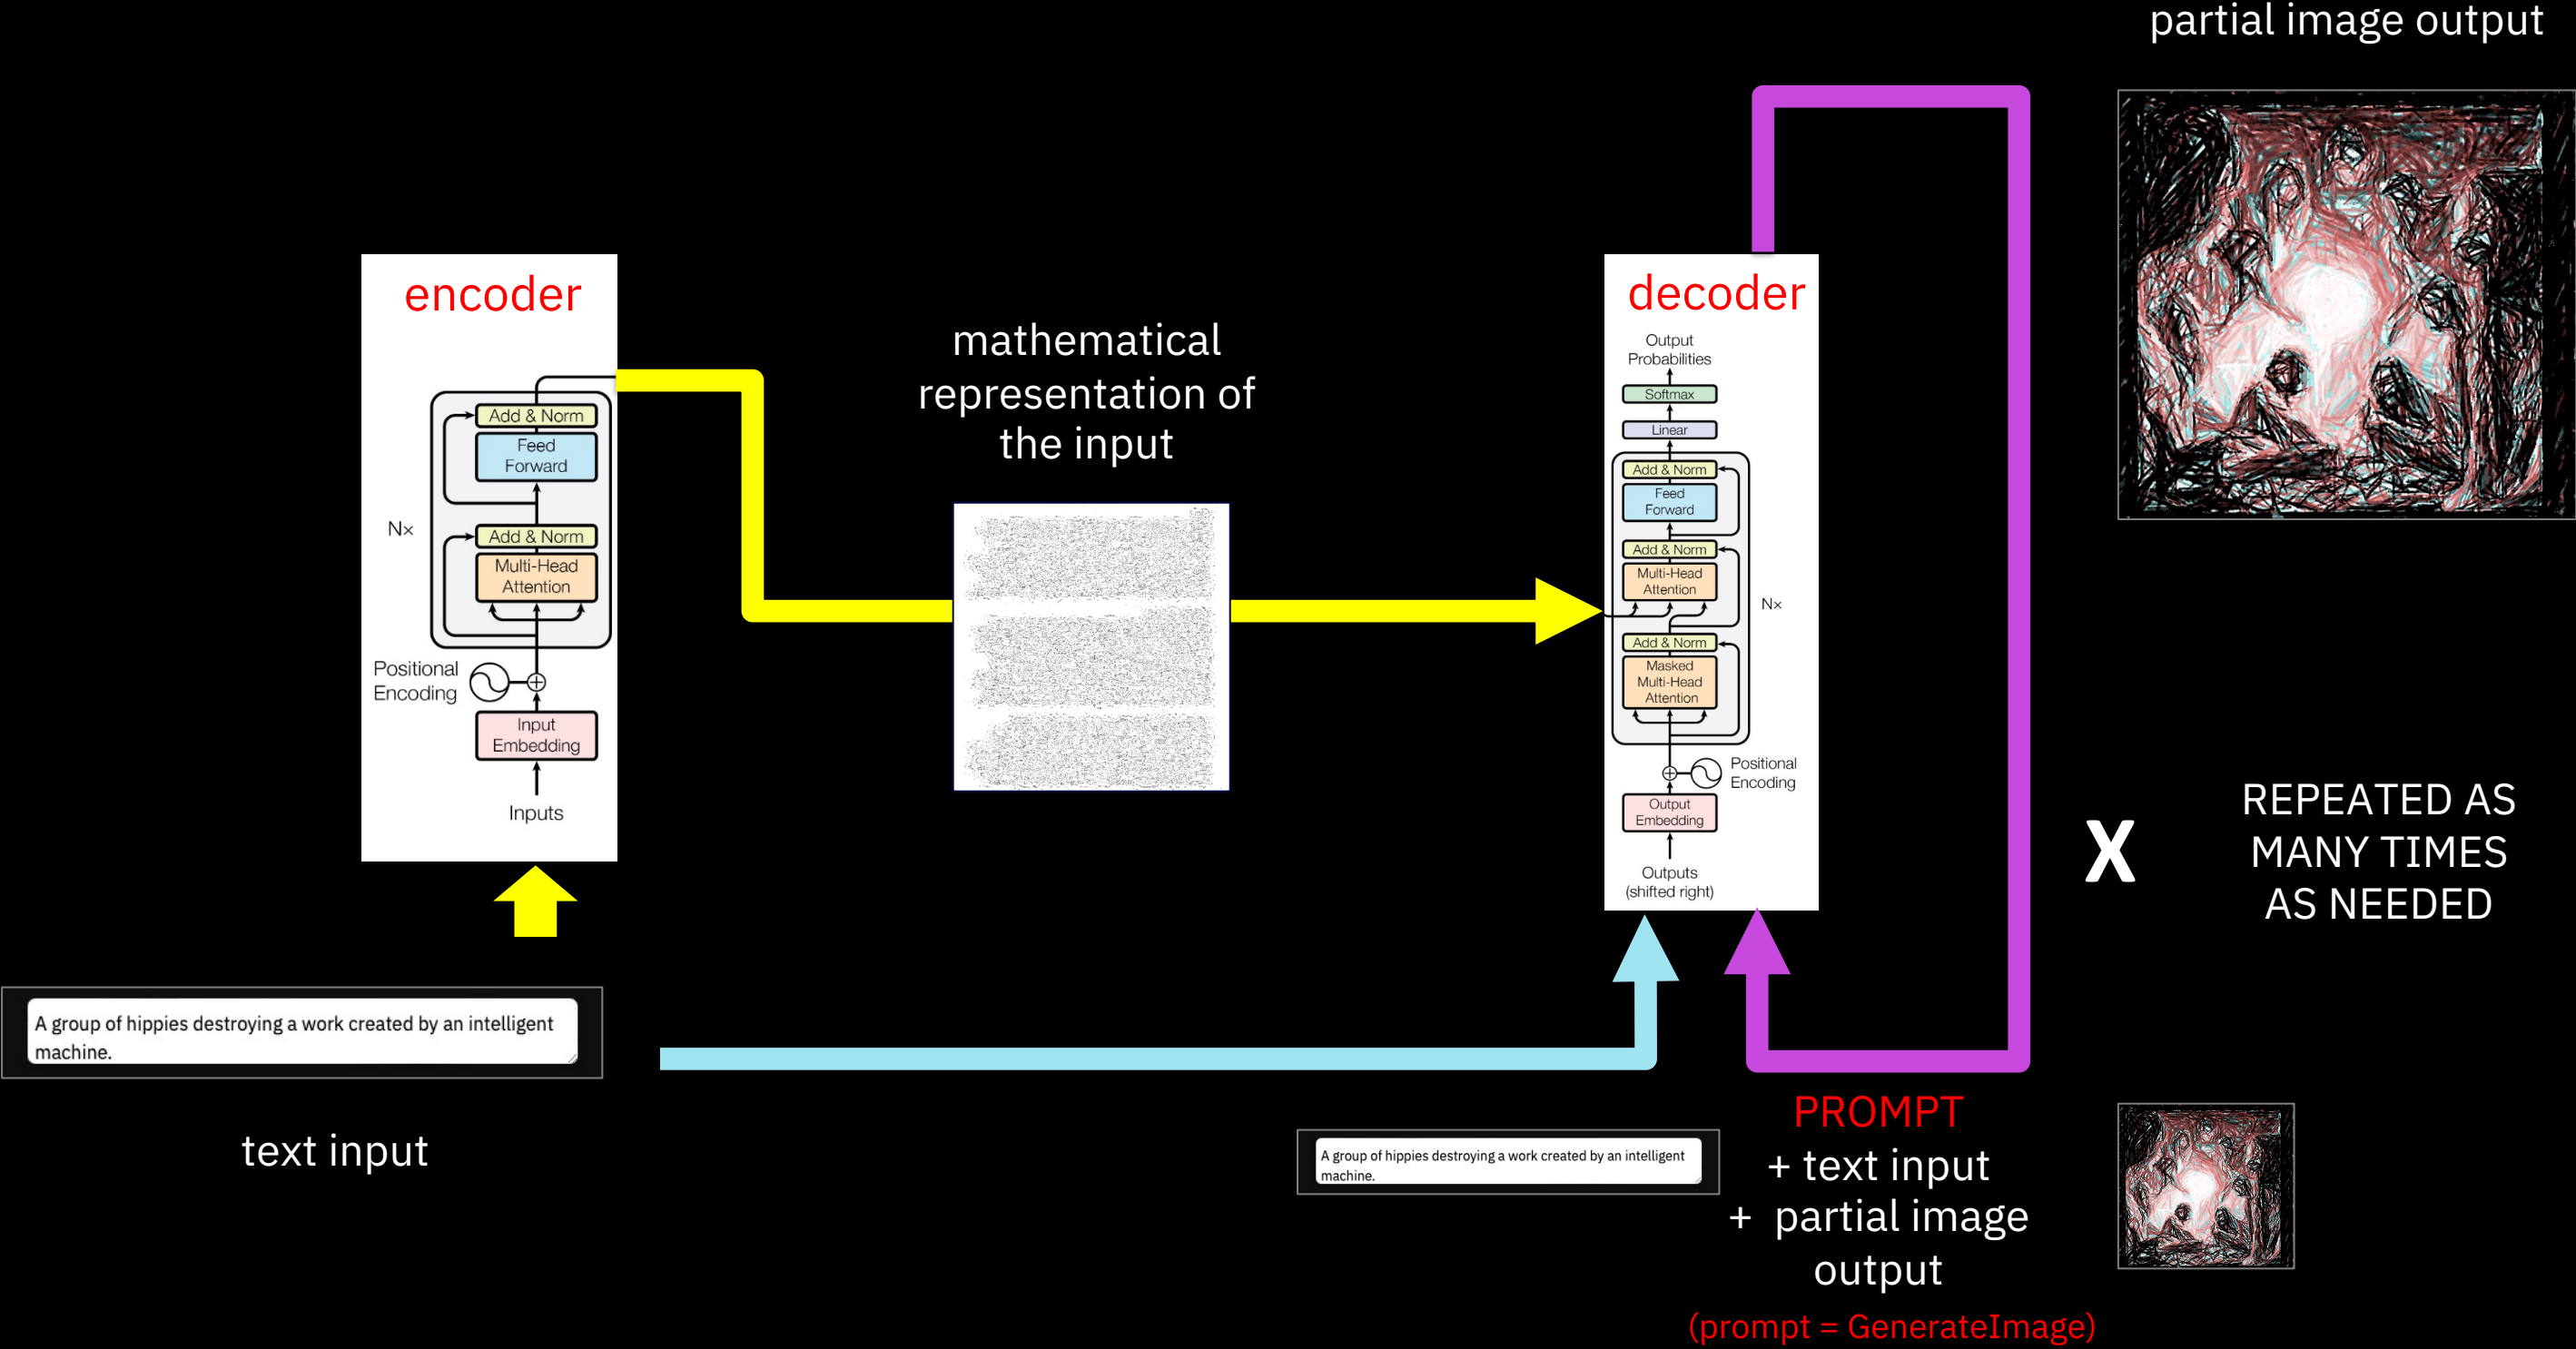 partial image output
encoder
Add & Norm
Feed
Forward
Nx
Add & Norm
Multi-Head
Attention
Positional
Encoding
Input
Embedding
Inputs
A group of hippies destroying a work created by an intelligent
machine.
text input
mathematical
representation of
the input
decoder
Output
Probabilities
Softmax
Linear
Add & Norm
Feed
Forward
Add & Norm
Multi-Head
Attention
Nx
Add & Norm
Masked
Multi-Head
Attention
Positional
Encoding
Output
Embedding
Outputs
(shifted right)
X
REPEATED AS
MANY TIMES
AS NEEDED
A group of hippies destroying a work created by an intelligent
machine.
PROMPT
+ text input
+ partial image
output
(prompt = GenerateImage)